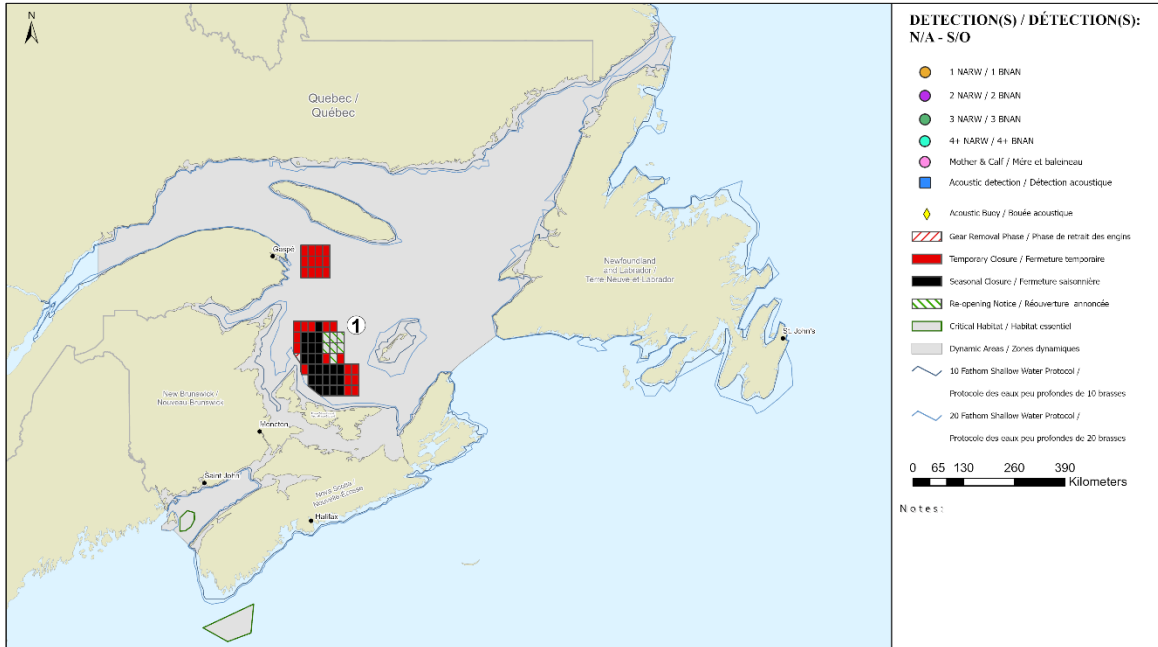 N
Quebec /
Québec
Gaspé
Newfoundland
and Labrador /
Terre-Neuve-et-Labrador
St. John's
1
New Brunswick /
Nouveau-Brunswick
Moncton
Saint John
Nova Scotia /
Nouvelle-Écosse
Halifax
DETECTION(S) / DÉTECTION(S):
N/A - S/O
1 NARW / 1 BNAN
2 NARW / 2 BNAN
3 NARW / 3 BNAN
4+ NARW / 4+ BNAN
Mother & Calf / Mère et baleineau
Acoustic detection / Détection acoustique
Acoustic Buoy / Bouée acoustique
Gear Removal Phase / Phase de retrait des engins
Temporary Closure / Fermeture temporaire
Seasonal Closure / Fermeture saisonnière
Re-opening Notice / Réouverture annoncée
Critical Habitat / Habitat essentiel
Dynamic Areas / Zones dynamiques
10 Fathom Shallow Water Protocol /
Protocole des eaux peu profondes de 10 brasses
20 Fathom Shallow Water Protocol /
Protocole des eaux peu profondes de 20 brasses
0 65 130 260 390
Kilometers
Notes: